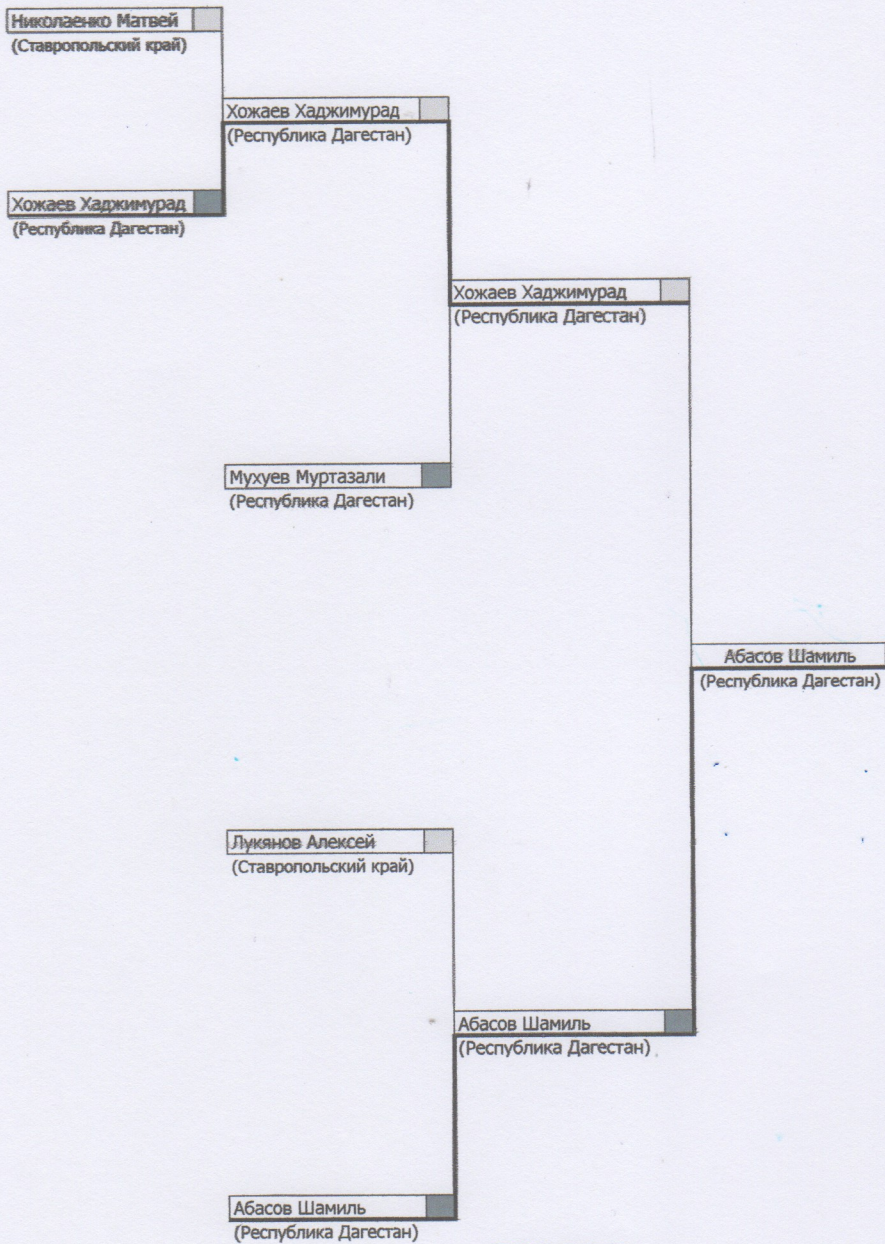 Николаенко Матвей
(Ставропольский край)
Хожаев Хаджимурад
(Республика Дагестан)
Хожаев Хаджимурад
(Республика Дагестан)
Хожаев Хаджимурад
(Республика Дагестан)
Мухуев Муртазали
(Республика Дагестан)
Абасов Шамиль
(Республика Дагестан)
Лукянов Алексей
(Ставропольский край)
Абасов Шамиль
(Республика Дагестан)
Абасов Шамиль
(Республика Дагестан)